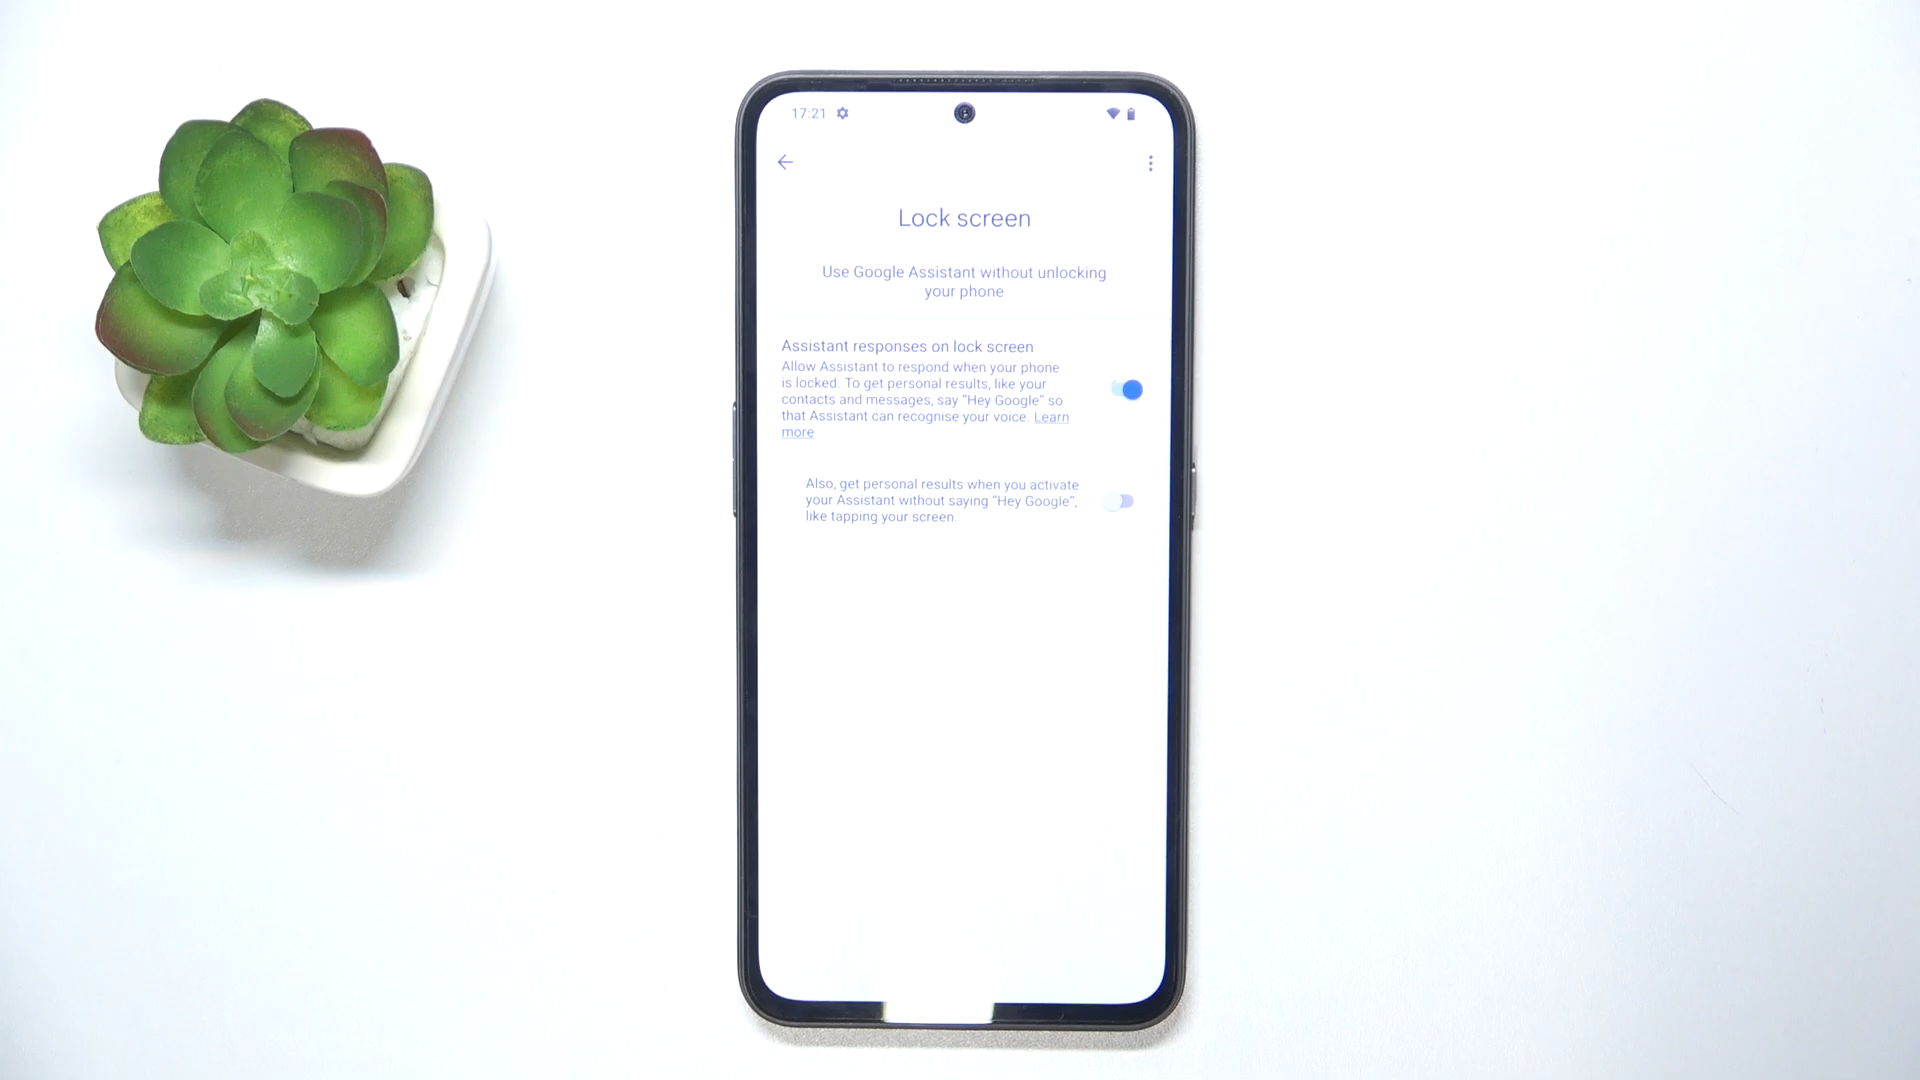 17:21
Lock screen
Use Google Assistant without unlocking
your phone
Assistant responses on lock screen
Allow Assistant to respond when your phone
is locked. To get personal results, like your
contacts and messages, say "Hey Google" so
that Assistant can recognise your voice. Learn
more
Also, get personal results when you activate
your Assistant without saying "Hey Google",
like tapping your screen.